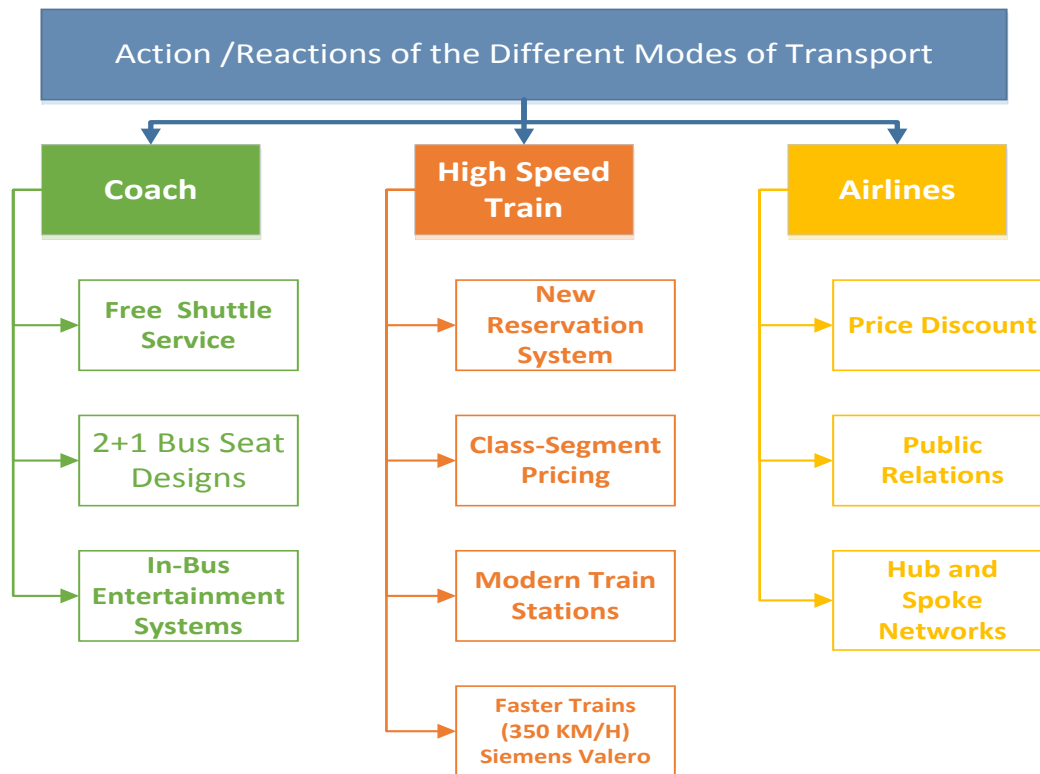 Action /Reactions of the Different Modes of Transport
Coach
Free  Shuttle
Service
2+1 Bus Seat
Designs
In-Bus
Entertainment
Systems
High Speed
Train
New
Reservation
System
Class-Segment
Pricing
Modern Train
Stations
Faster Trains
(350 KM/H)
Siemens Valero
Airlines
Price Discount
Public
Relations
Hub and
Spoke
Networks